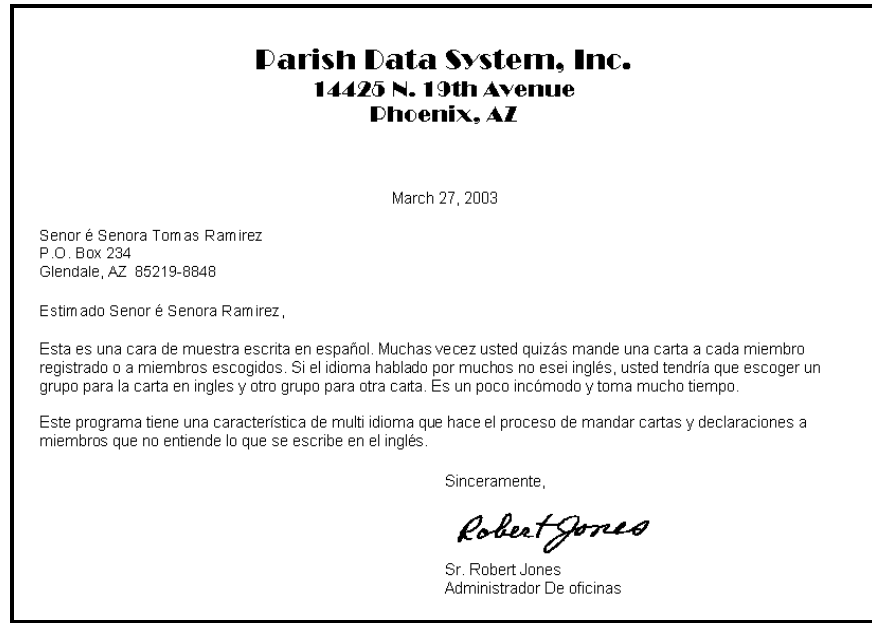 Parish Data System, Inc.
14425 N. 19th Avenue
Phoenix, AZ
March 27, 2003
Senor é Senora Tomas Ramirez
P.O. Box 234
Glendale, AZ 85219-8848
Estimado Senor é Senora Ramirez,
Esta es una cara de muestra escrita en español. Muchas vecez usted quizás mande una carta a cada miembro
registrado o a miembros escogidos. Si el idioma hablado por muchos no esei inglés, usted tendría que escoger un
grupo para la carta en ingles y otro grupo para otra carta. Es un poco incómodo y toma mucho tiempo.
Este programa tiene una característica de multi idioma que hace el proceso de mandar cartas y declaraciones a
miembros que no entiende lo que se escribe en el inglés.
Sinceramente,
Robert Jones
Sr. Robert Jones
Administrador De oficinas